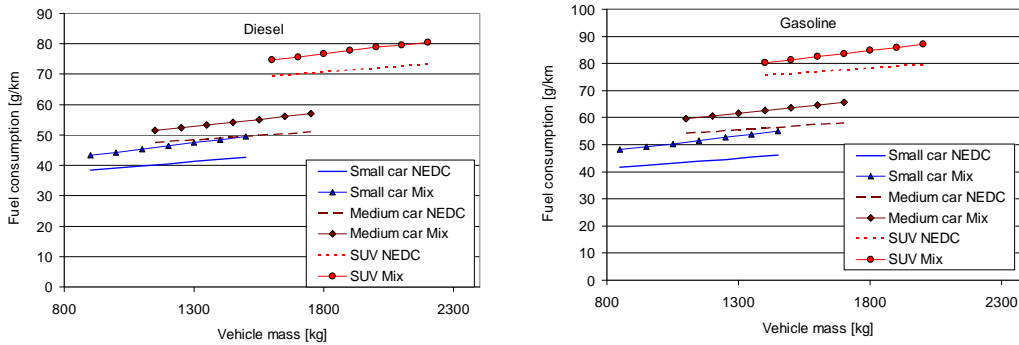 Diesel
90
80
70
60
50
40
30
20
10
0
Fuel consumption [g/km]
Small car NEDC
Small car Mix
Medium car NEDC
Medium car Mix
SUV NEDC
SUV Mix
800 1300 1800 2300
Vehicle mass [kg]
Gasoline
100
90
80
70
60
50
40
30
20
10
0
Fuel consumption [g/km]
Small car NEDC
Small car Mix
Medium car NEDC
Medium car Mix
SUV NEDC
SUV Mix
800 1300 1800 2300
Vehicle mass [kg]